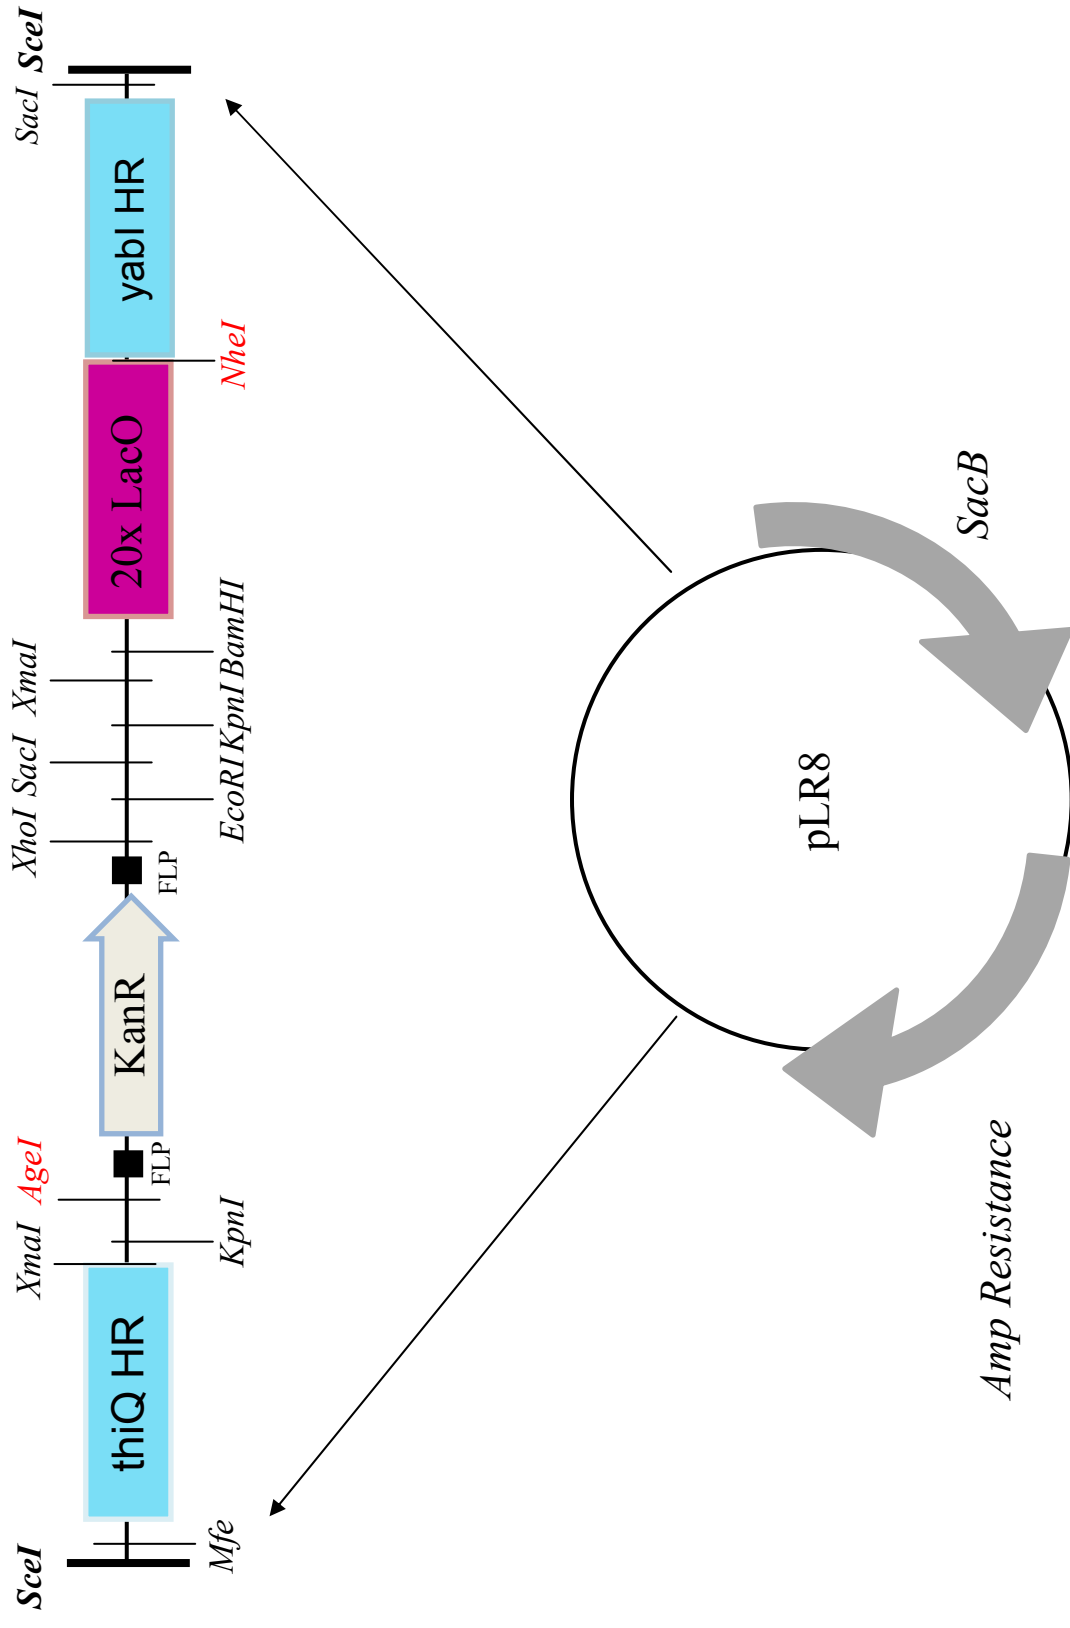 SceI
XmaI AgeI
XhoI SacI XmaI
SacI SceI
thiQ HR
KanR
20x LacO
yabI HR
FLP
FLP
Mfe
KpnI
EcoRI KpnI BamHI
NheI
pLR8
Amp Resistance
SacB